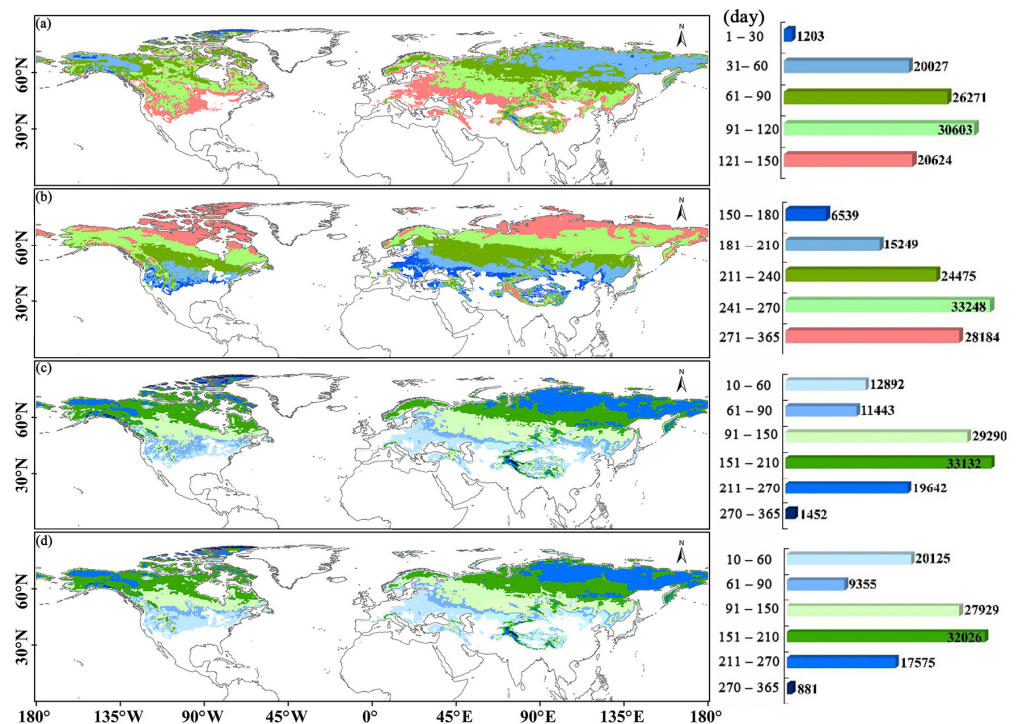 (a)
N
60°N
30°N
(day)
1 – 30
1203
31 – 60
20027
61 – 90
26271
91 – 120
30603
121 – 150
20624
(b)
N
60°N
30°N
150 – 180
6539
181 – 210
15249
211 – 240
24475
241 – 270
33248
271 – 365
28184
(c)
N
60°N
30°N
10 – 60
12892
61 – 90
11443
91 – 150
29290
151 – 210
33132
211 – 270
19642
270 – 365
1452
(d)
N
60°N
30°N
10 – 60
20125
61 – 90
9355
91 – 150
27929
151 – 210
32026
211 – 270
17575
270 – 365
881
180° 135°W 90°W 45°W 0° 45°E 90°E 135°E 180°